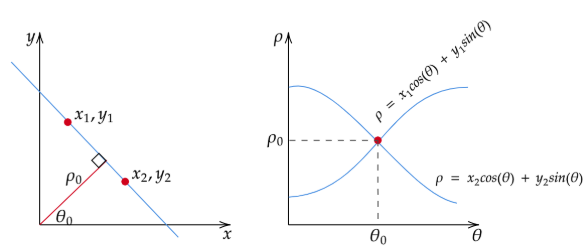 y
x₁, y₁
x₂, y₂
ρ₀
θ₀
x
ρ
ρ = x₁cos(θ) + y₁sin(θ)
ρ₀
ρ = x₂cos(θ) + y₂sin(θ)
θ₀
θ